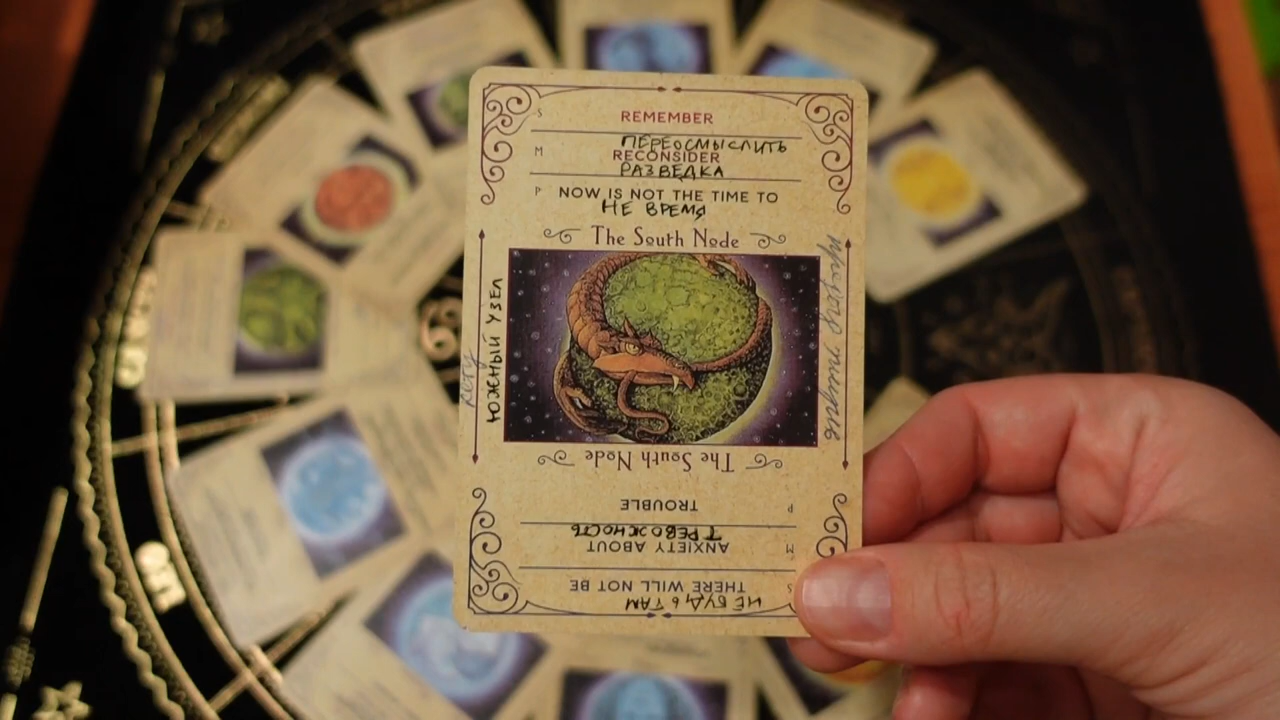 S
REMEMBER
ПЕРЕОСМЫСЛИТЬ
M
RECONSIDER
РАЗВЕДКА
P
NOW IS NOT THE TIME TO
НЕ ВРЕМЯ
The South Node
ЮЖНЫЙ УЗЕЛ
кету
The South Node
P
TROUBLE
ТРЕВОЖНОСТЬ
M
ANXIETY ABOUT
S
THERE WILL NOT BE
НЕ БУДЬ ТАМ